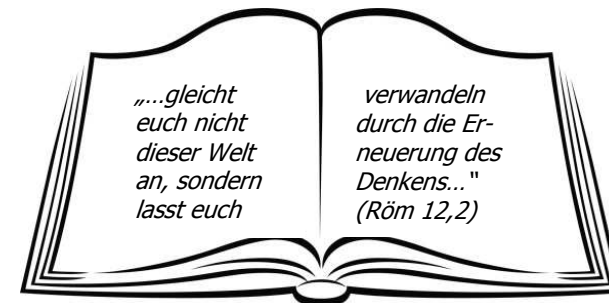 „…gleicht
euch nicht
dieser Welt
an, sondern
lasst euch
verwandeln
durch die Er-
neuerung des
Denkens…“
(Röm 12,2)